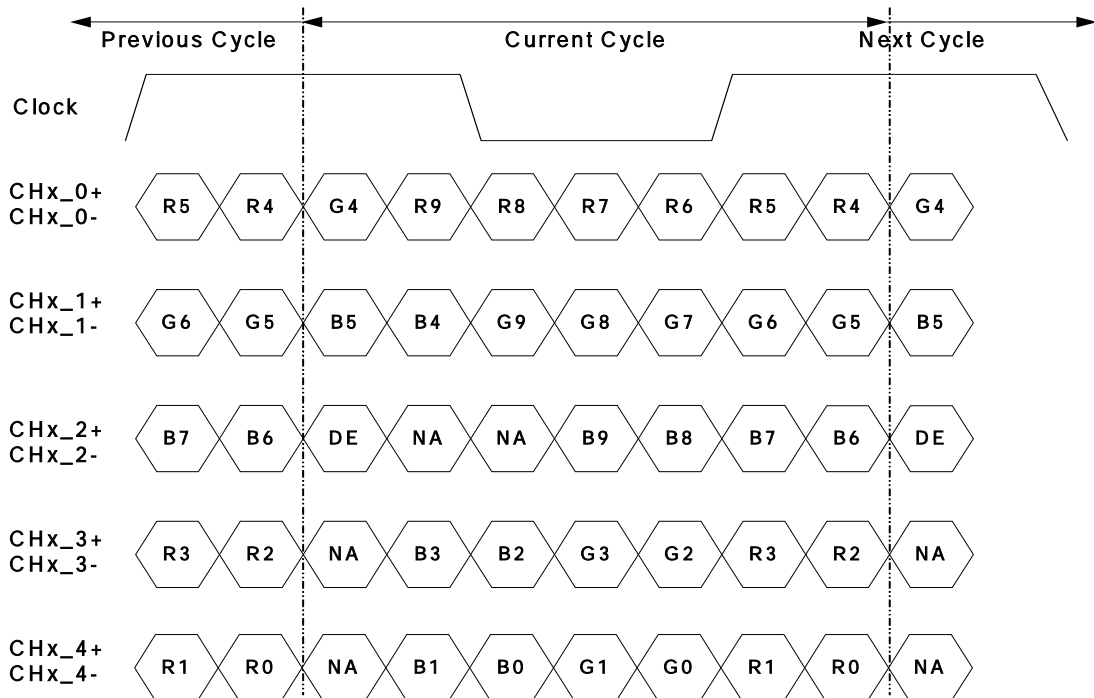 Previous Cycle Current Cycle Next Cycle
Clock
CHx_0+
CHx_0-
R5 R4 G4 R9 R8 R7 R6 R5 R4 G4
CHx_1+
CHx_1-
G6 G5 B5 B4 G9 G8 G7 G6 G5 B5
CHx_2+
CHx_2-
B7 B6 DE NA NA B9 B8 B7 B6 DE
CHx_3+
CHx_3-
R3 R2 NA B3 B2 G3 G2 R3 R2 NA
CHx_4+
CHx_4-
R1 R0 NA B1 B0 G1 G0 R1 R0 NA